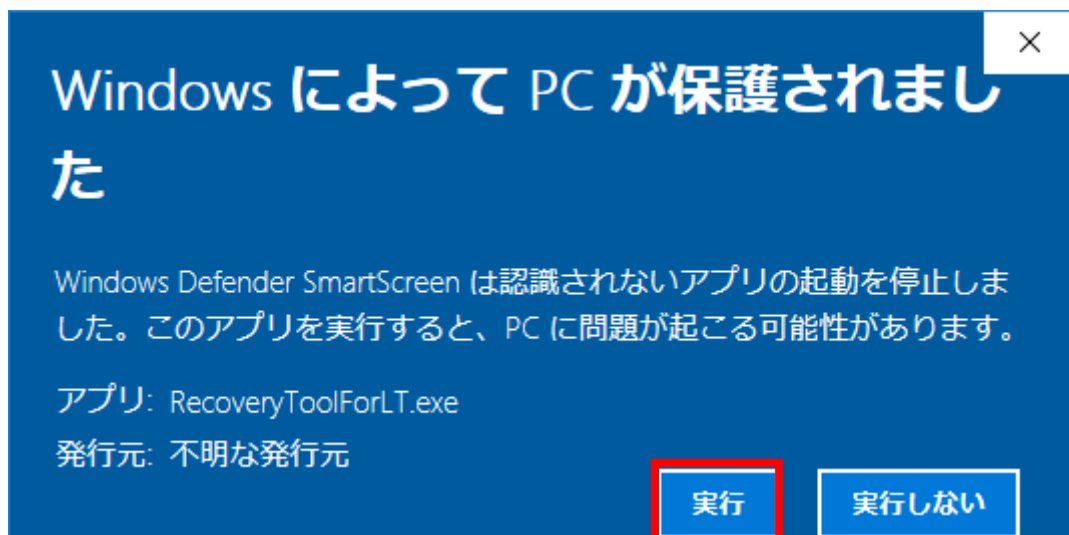 Windows によって PC が保護されまし
た
Windows Defender SmartScreen は認識されないアプリの起動を停止しま
した。このアプリを実行すると、PC に問題が起こる可能性があります。
アプリ: RecoveryToolForLT.exe
発行元: 不明な発行元
実行 実行しない